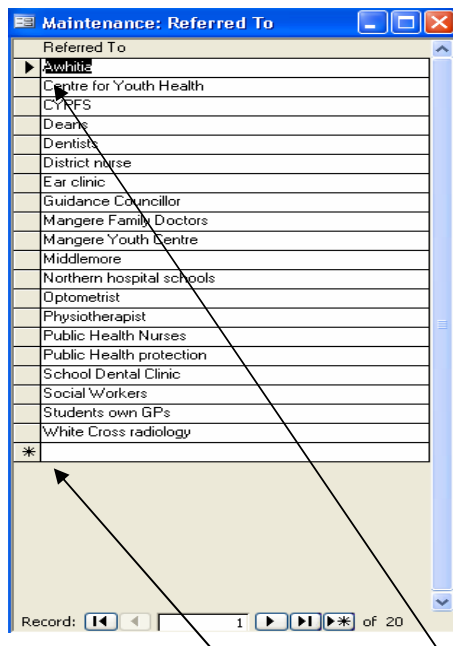 Maintenance: Referred To
Referred To
Awhitia
Centre for Youth Health
CYPFS
Deans
Dentists
District nurse
Ear clinic
Guidance Councillor
Mangere Family Doctors
Mangere Youth Centre
Middlemore
Northern hospital schools
Optometrist
Physiotherapist
Public Health Nurses
Public Health protection
School Dental Clinic
Social Workers
Students own GPs
White Cross radiology
Record: 1 of 20